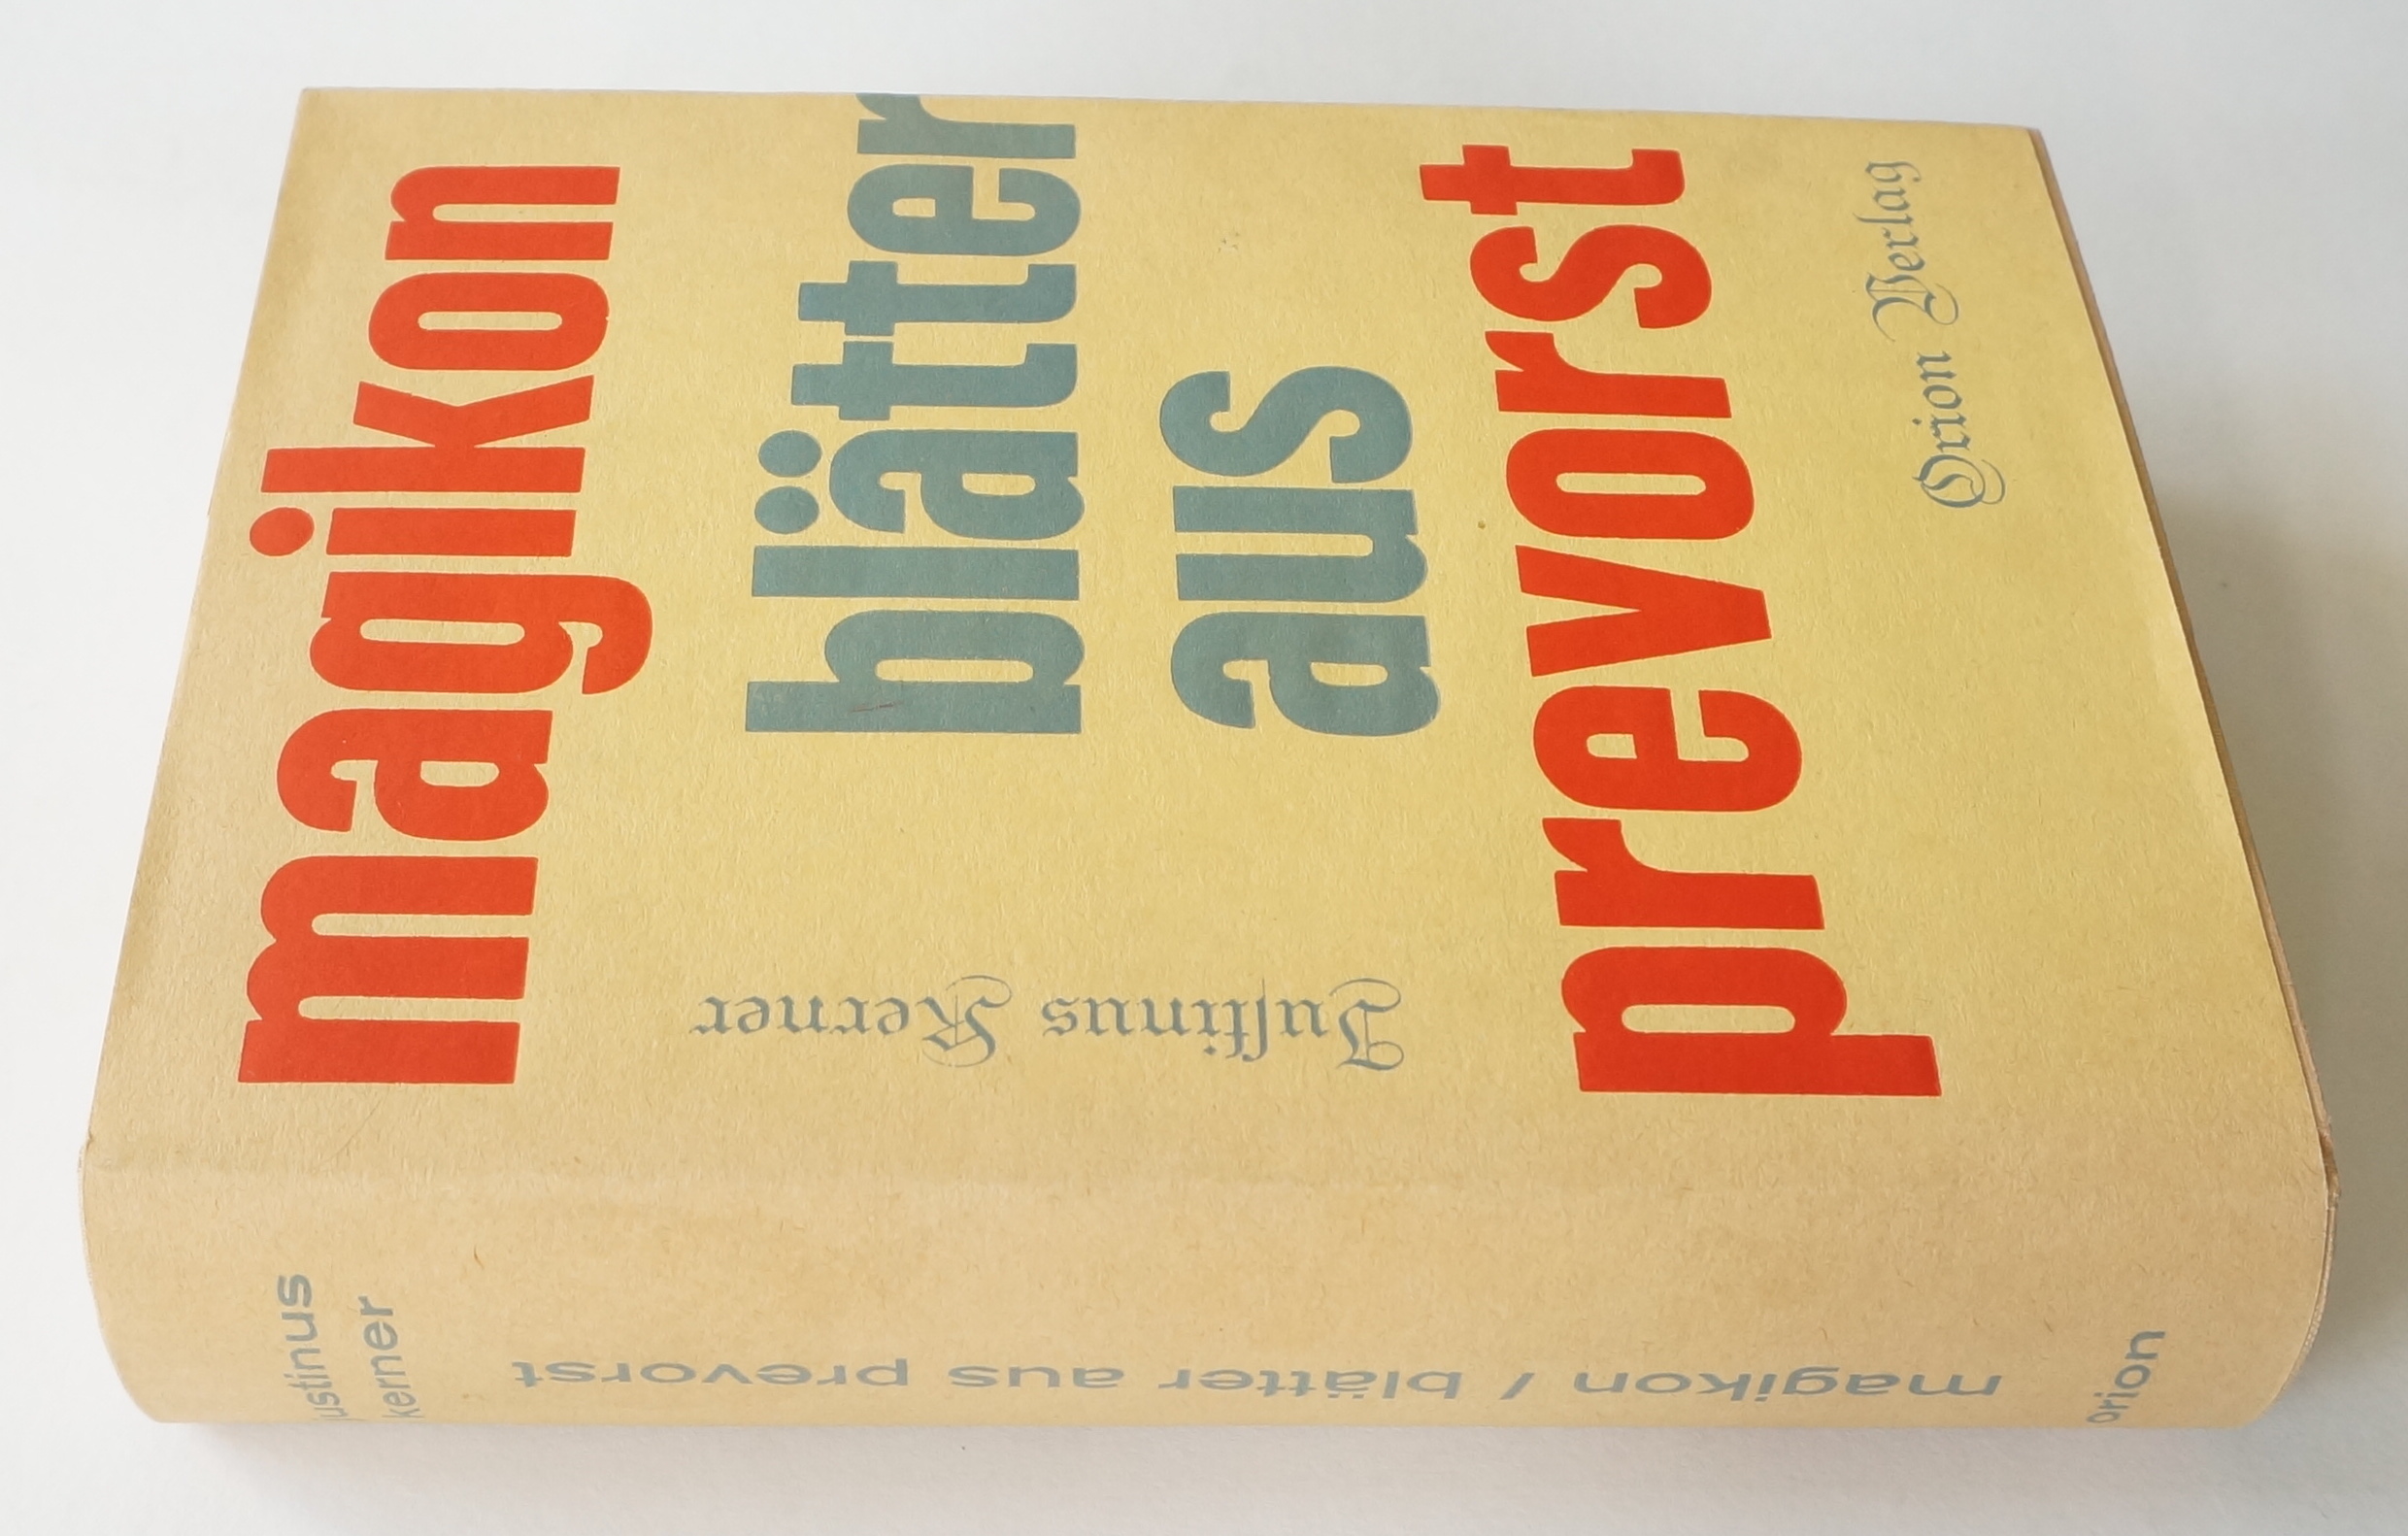 magikon
blätter
aus
Justinus Kerner
prevorst
Orion Verlag
justinus
kerner
magikon / blätter aus prevorst
orion